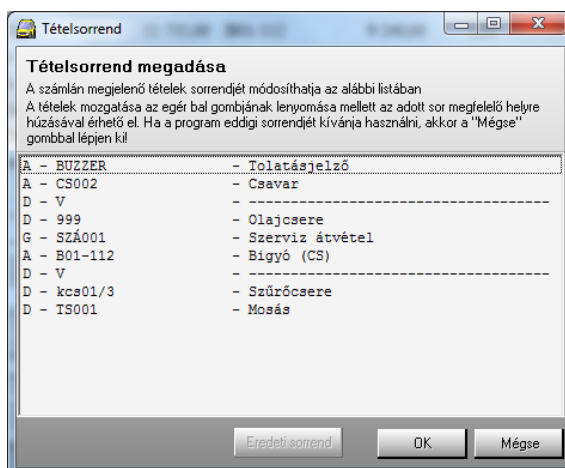 Tételsorrend
Tételsorrend megadása
A számlán megjelenő tételek sorrendjét módosíthatja az alábbi listában
A tételek mozgatása az egér bal gombjának lenyomása mellett az adott sor megfelelő helyre
húzásával érhető el. Ha a program eddigi sorrendjét kívánja használni, akkor a "Mégse"
gombbal lépjen ki!
A - BUZZER - Tolatásjelző
A - CS002 - Csavar
D - V - ----------------------------------
D - 999 - Olajcsere
G - SZÁ001 - Szerviz átvétel
A - B01-112 - Bigyó (CS)
D - V - ----------------------------------
D - kcs01/3 - Szűrőcsere
D - TS001 - Mosás
Eredeti sorrend OK Mégse